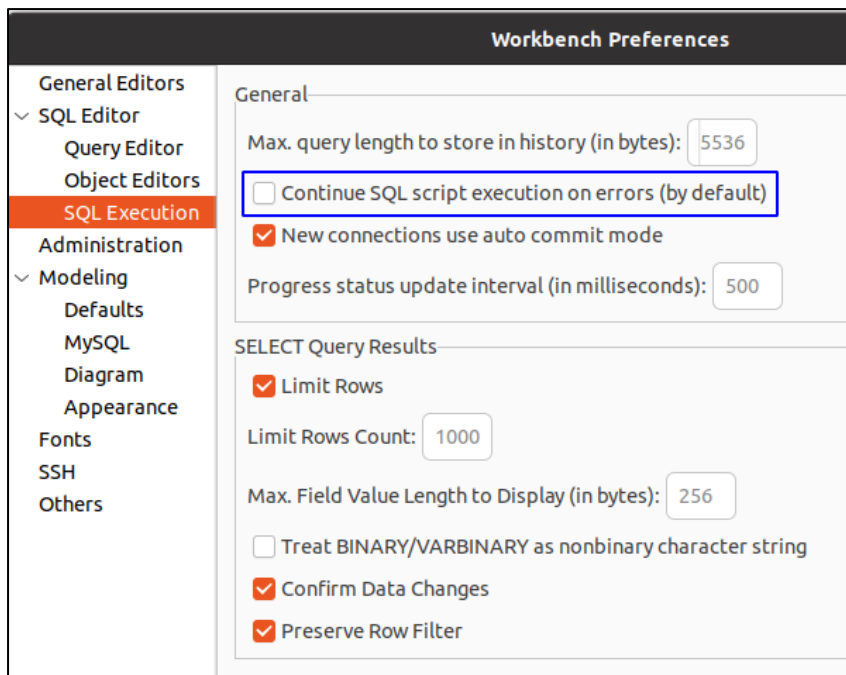 Workbench Preferences
General Editors
SQL Editor
Query Editor
Object Editors
SQL Execution
Administration
Modeling
Defaults
MySQL
Diagram
Appearance
Fonts
SSH
Others
General
Max. query length to store in history (in bytes): 5536
Continue SQL script execution on errors (by default)
New connections use auto commit mode
Progress status update interval (in milliseconds): 500
SELECT Query Results
Limit Rows
Limit Rows Count: 1000
Max. Field Value Length to Display (in bytes): 256
Treat BINARY/VARBINARY as nonbinary character string
Confirm Data Changes
Preserve Row Filter